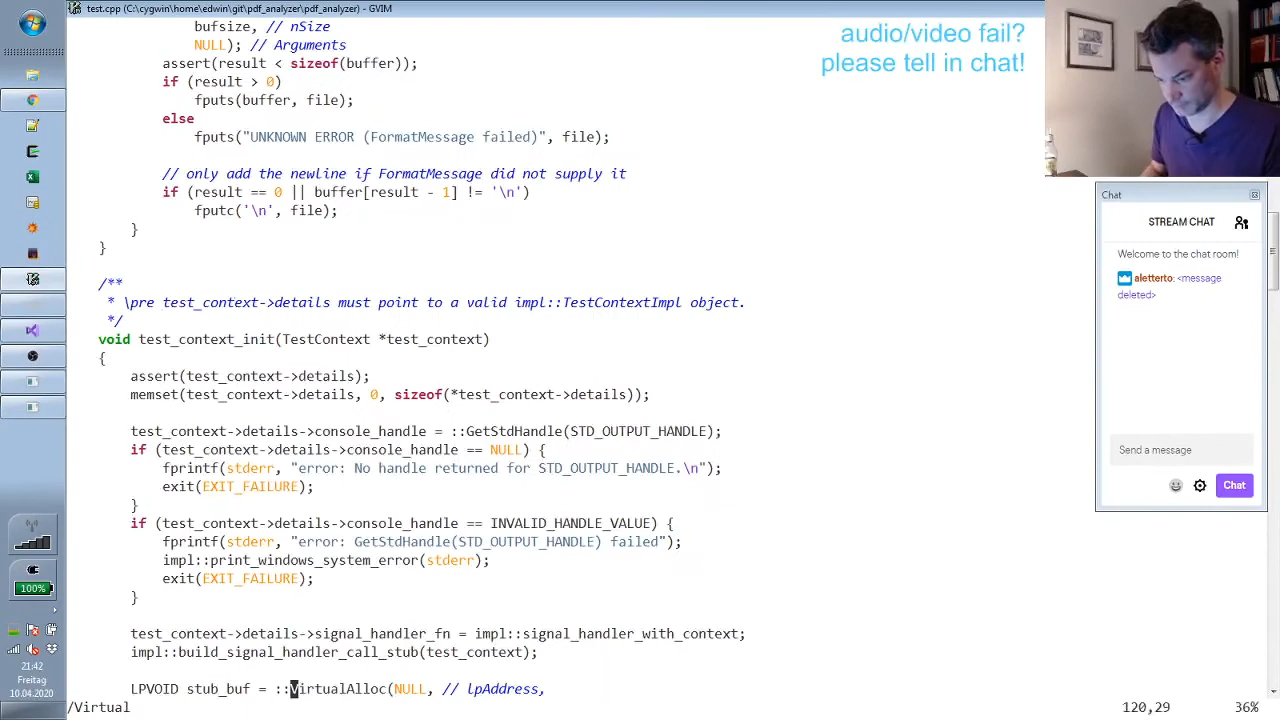 test.cpp (C:\cygwin\home\edwin\git\pdf_analyzer\pdf_analyzer) - GVIM
bufsize, // nSize
NULL); // Arguments
assert(result < sizeof(buffer));
if (result > 0)
fputs(buffer, file);
else
fputs("UNKNOWN ERROR (FormatMessage failed)", file);
// only add the newline if FormatMessage did not supply it
if (result == 0 || buffer[result - 1] != '\n')
fputc('\n', file);
}
}
/**
* \pre test_context->details must point to a valid impl::TestContextImpl object.
*/
void test_context_init(TestContext *test_context)
{
assert(test_context->details);
memset(test_context->details, 0, sizeof(*test_context->details));
test_context->details->console_handle = ::GetStdHandle(STD_OUTPUT_HANDLE);
if (test_context->details->console_handle == NULL) {
fprintf(stderr, "error: No handle returned for STD_OUTPUT_HANDLE.\n");
exit(EXIT_FAILURE);
}
if (test_context->details->console_handle == INVALID_HANDLE_VALUE) {
fprintf(stderr, "error: GetStdHandle(STD_OUTPUT_HANDLE) failed");
impl::print_windows_system_error(stderr);
exit(EXIT_FAILURE);
}
test_context->details->signal_handler_fn = impl::signal_handler_with_context;
impl::build_signal_handler_call_stub(test_context);
LPVOID stub_buf = ::VirtualAlloc(NULL, // lpAddress,
/Virtual
120,29
36%
audio/video fail?
please tell in chat!
Chat
STREAM CHAT
Welcome to the chat room!
aletterto: <message
deleted>
Send a message
Chat
100%
21:42
Freitag
10.04.2020